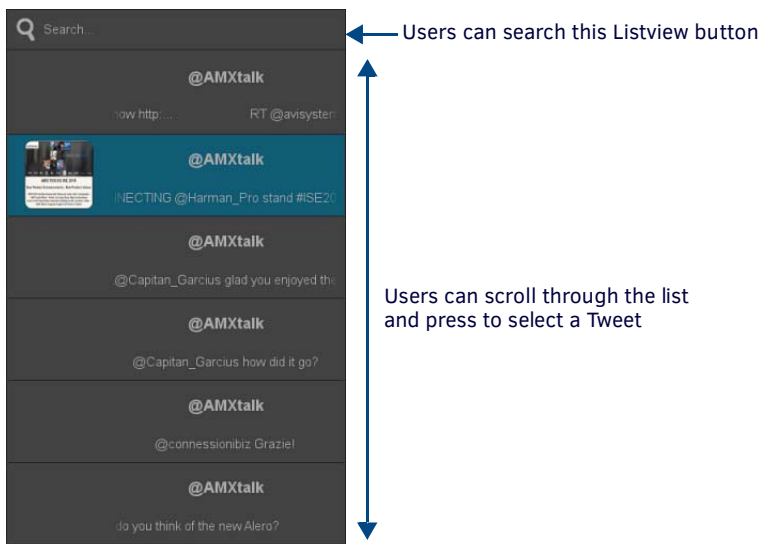 Search...
Users can search this Listview button
@AMXtalk
now http:... RT @avisystem
@AMXtalk
NECTING @Harman_Pro stand #ISE20
@AMXtalk
@Capitan_Garcius glad you enjoyed the
Users can scroll through the list
and press to select a Tweet
@AMXtalk
@Capitan_Garcius how did it go?
@AMXtalk
@connessionibiz Grazie!
@AMXtalk
do you think of the new Alero?